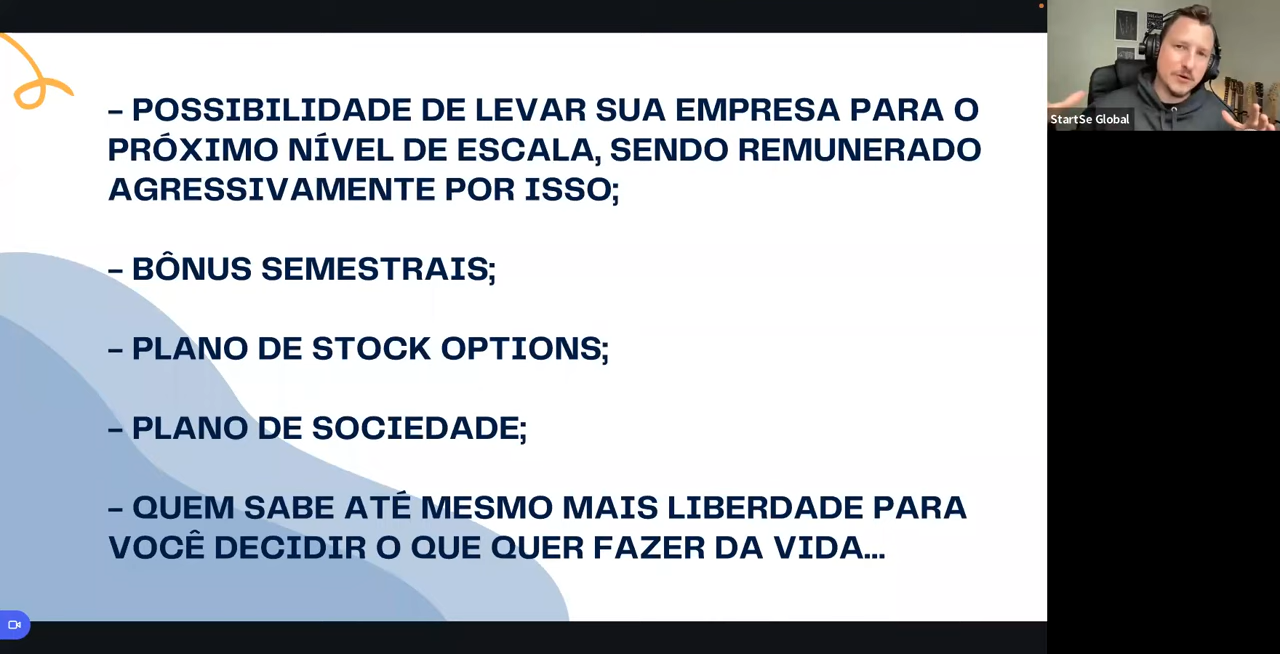 – POSSIBILIDADE DE LEVAR SUA EMPRESA PARA O
PRÓXIMO NÍVEL DE ESCALA, SENDO REMUNERADO
AGRESSIVAMENTE POR ISSO;
– BÔNUS SEMESTRAIS;
– PLANO DE STOCK OPTIONS;
– PLANO DE SOCIEDADE;
– QUEM SABE ATÉ MESMO MAIS LIBERDADE PARA
VOCÊ DECIDIR O QUE QUER FAZER DA VIDA...
StartSe Global